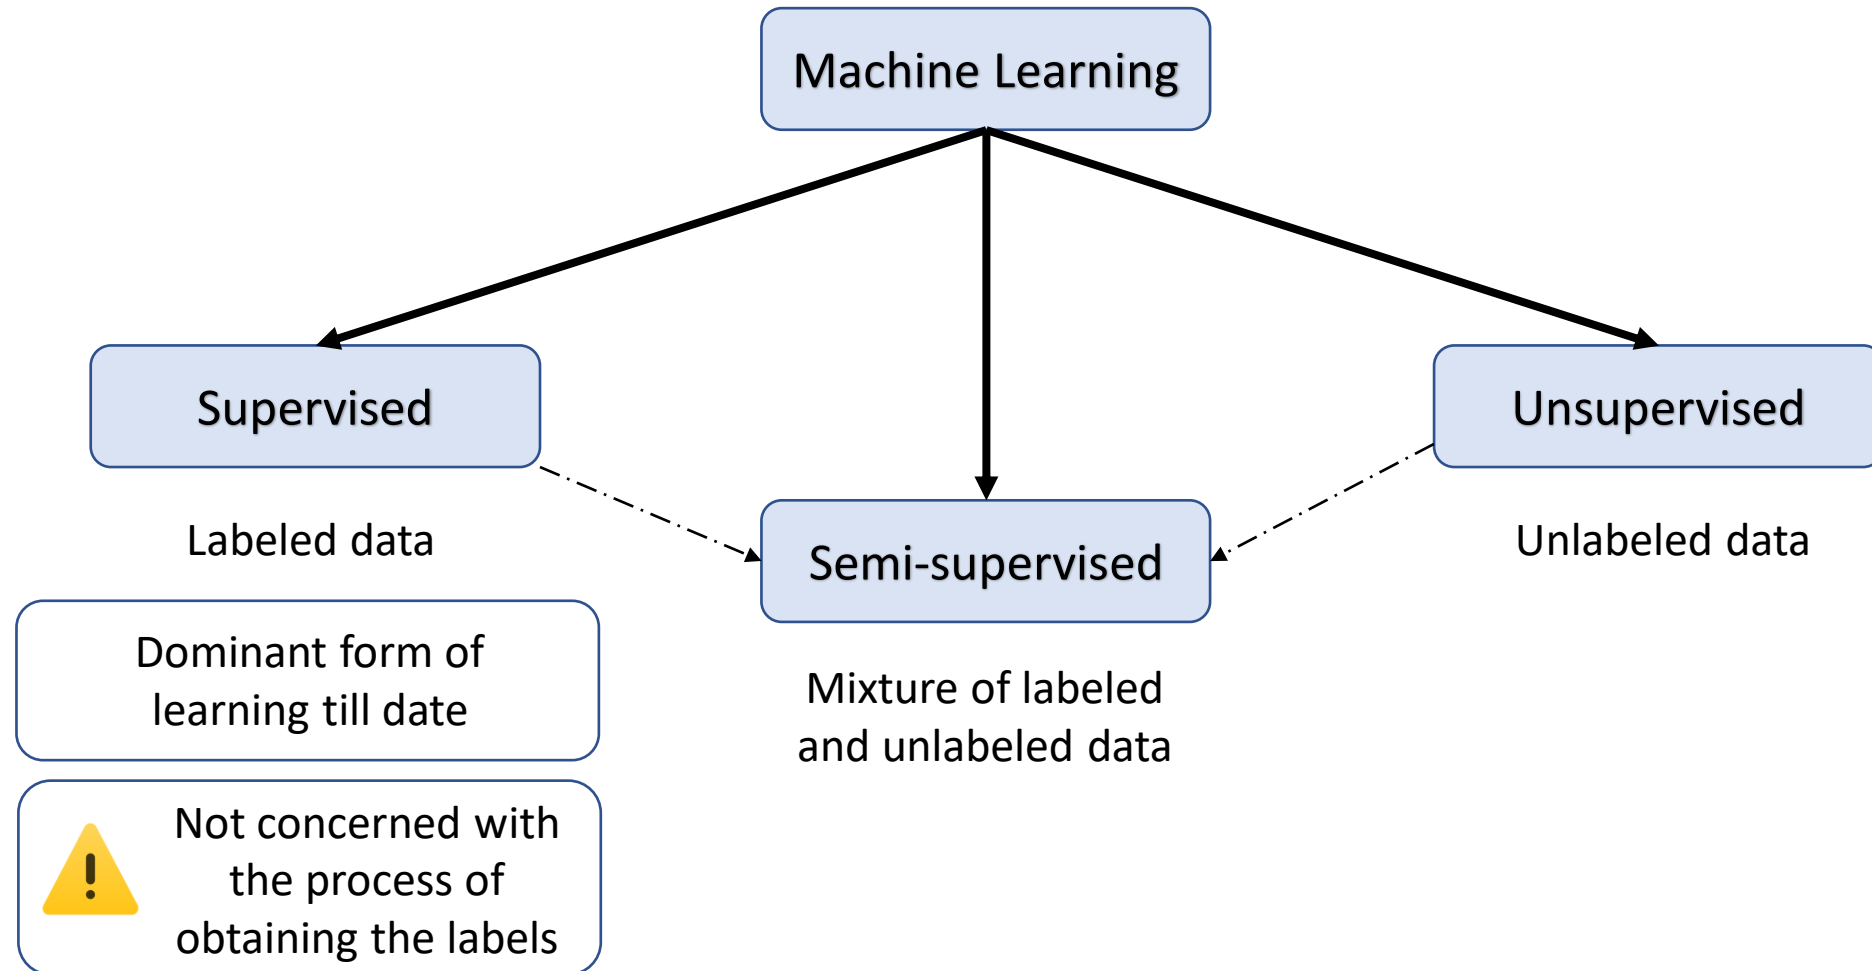 Machine Learning
Supervised
Unsupervised
Labeled data
Semi-supervised
Unlabeled data
Dominant form of
learning till date
Mixture of labeled
and unlabeled data
Not concerned with
the process of
obtaining the labels